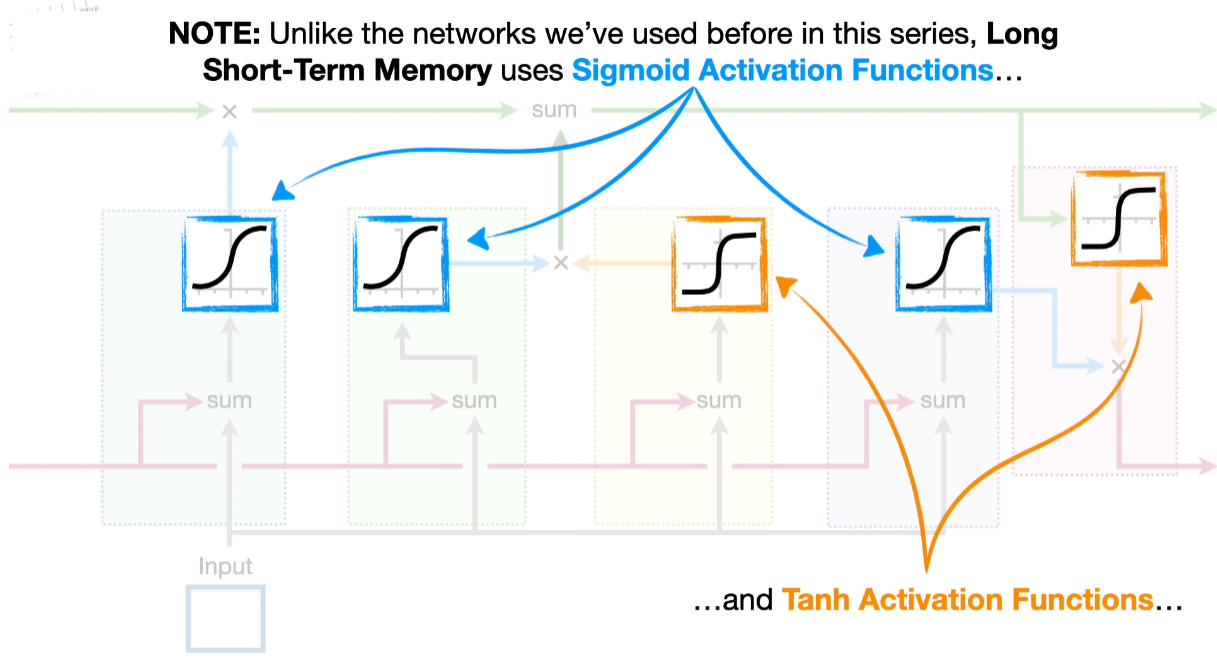 NOTE: Unlike the networks we’ve used before in this series, Long
Short-Term Memory uses Sigmoid Activation Functions…
×
sum
×
×
sum
sum
sum
sum
Input
…and Tanh Activation Functions…